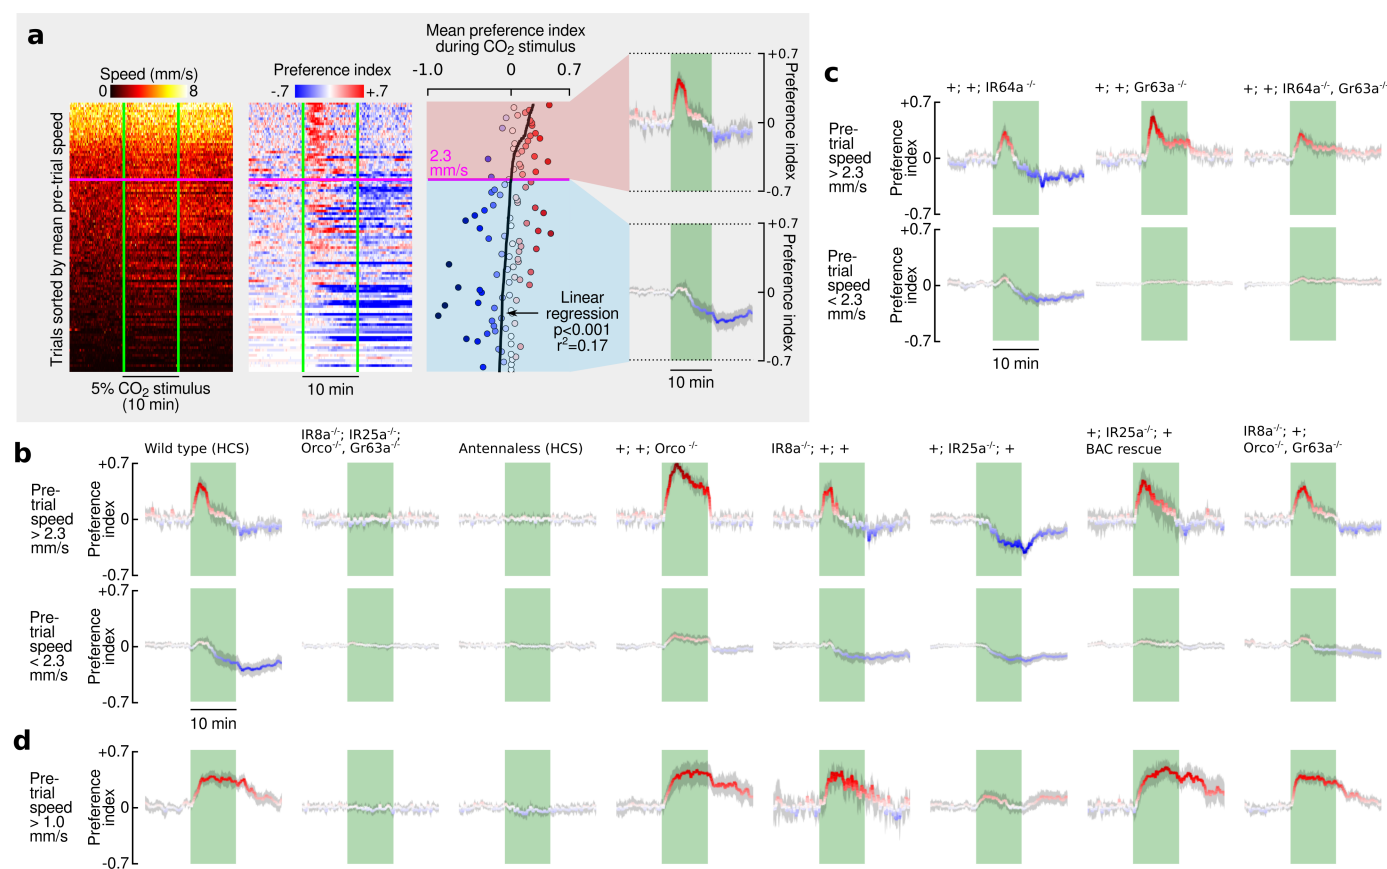 a
Speed (mm/s)
0 8
Trials sorted by mean pre-trial speed
5% CO2 stimulus
(10 min)
Preference index
-.7 +.7
10 min
Mean preference index
during CO2 stimulus
-1.0 0 0.7
2.3
mm/s
Linear
regression
p<0.001
r2=0.17
+0.7
0
-0.7
Preference index
+0.7
0
-0.7
Preference index
10 min
c
+; +; IR64a -/-
+; +; Gr63a -/-
+; +; IR64a-/-, Gr63a-/-
Pre-
trial
speed
> 2.3
mm/s
Preference
index
+0.7
0
-0.7
Pre-
trial
speed
< 2.3
mm/s
Preference
index
+0.7
0
-0.7
10 min
b
Wild type (HCS)
IR8a-/-; IR25a-/-;
Orco-/-, Gr63a-/-
Antennaless (HCS)
+; +; Orco -/-
IR8a-/-; +; +
+; IR25a-/-; +
+; IR25a-/-; +
BAC rescue
IR8a-/-; +;
Orco-/-, Gr63a-/-
Pre-
trial
speed
> 2.3
mm/s
Preference
index
+0.7
0
-0.7
Pre-
trial
speed
< 2.3
mm/s
Preference
index
+0.7
0
-0.7
10 min
d
Pre-
trial
speed
> 1.0
mm/s
Preference
index
+0.7
0
-0.7